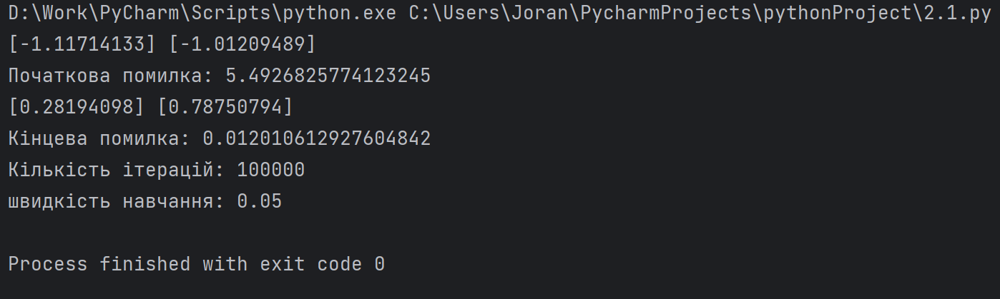 D:\Work\PyCharm\Scripts\python.exe C:\Users\Joran\PycharmProjects\pythonProject\2.1.py
[-1.11714133] [-1.01209489]
Початкова помилка: 5.4926825774123245
[0.28194098] [0.78750794]
Кінцева помилка: 0.012010612927604842
Кількість ітерацій: 100000
швидкість навчання: 0.05
Process finished with exit code 0